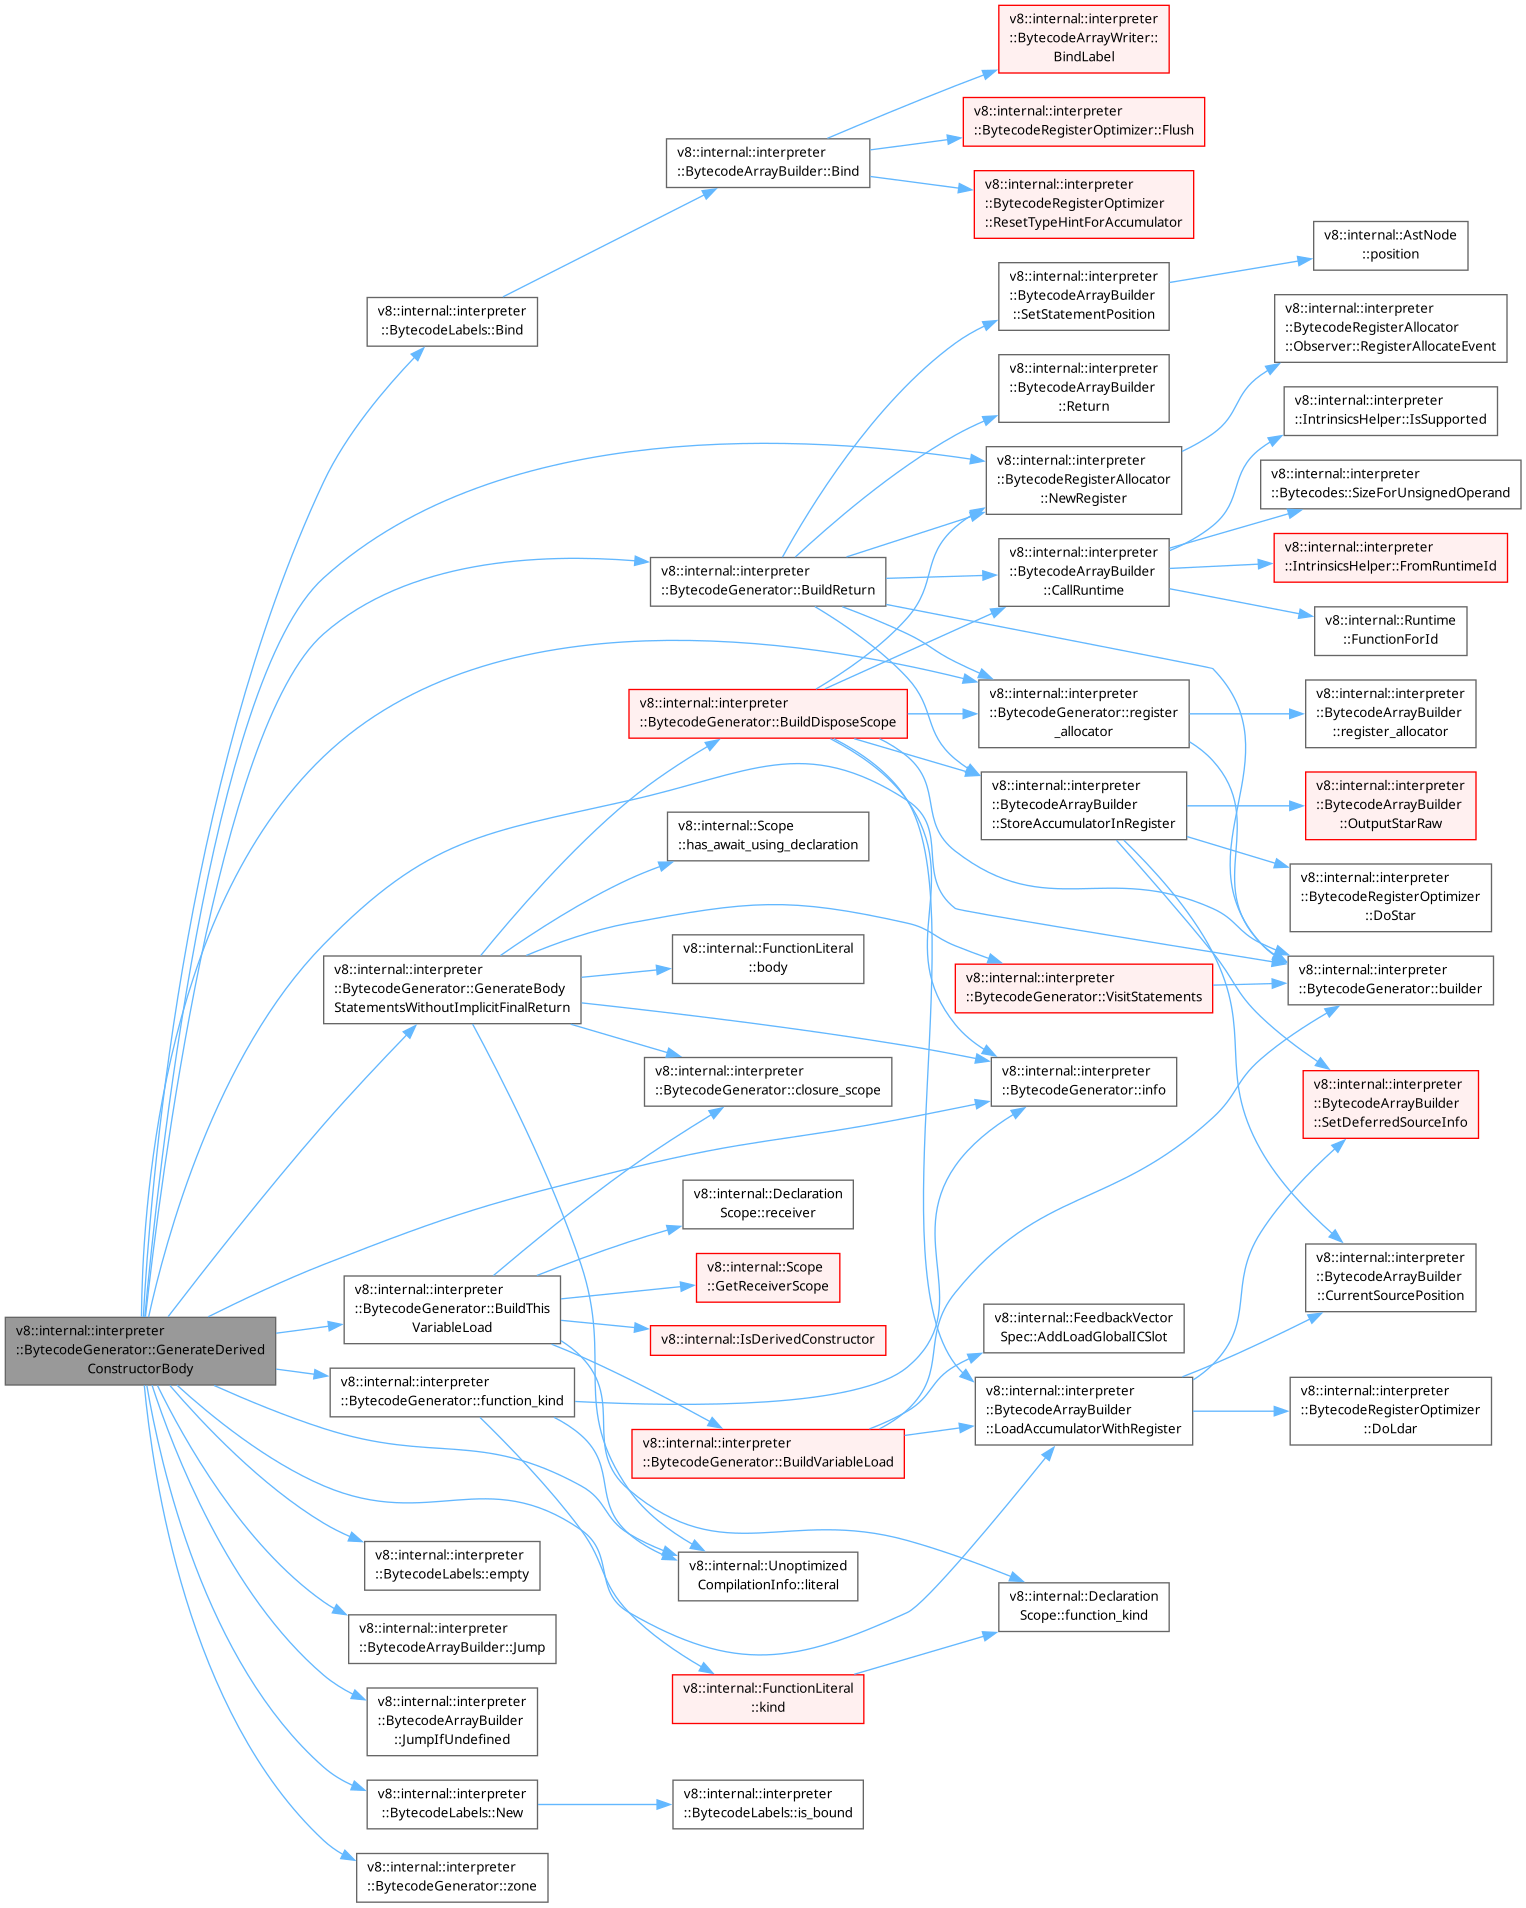 v8::internal::interpreter
::BytecodeGenerator::GenerateDerived
ConstructorBody
v8::internal::interpreter
::BytecodeLabels::Bind
v8::internal::interpreter
::BytecodeGenerator::GenerateBody
StatementsWithoutImplicitFinalReturn
v8::internal::interpreter
::BytecodeGenerator::BuildThis
VariableLoad
v8::internal::interpreter
::BytecodeGenerator::function_kind
v8::internal::interpreter
::BytecodeLabels::empty
v8::internal::interpreter
::BytecodeArrayBuilder::Jump
v8::internal::interpreter
::BytecodeArrayBuilder
::JumpIfUndefined
v8::internal::interpreter
::BytecodeLabels::New
v8::internal::interpreter
::BytecodeGenerator::zone
v8::internal::interpreter
::BytecodeArrayBuilder::Bind
v8::internal::interpreter
::BytecodeGenerator::BuildReturn
v8::internal::interpreter
::BytecodeGenerator::BuildDisposeScope
v8::internal::Scope
::has_await_using_declaration
v8::internal::FunctionLiteral
::body
v8::internal::interpreter
::BytecodeGenerator::closure_scope
v8::internal::Declaration
Scope::receiver
v8::internal::Scope
::GetReceiverScope
v8::internal::IsDerivedConstructor
v8::internal::interpreter
::BytecodeGenerator::BuildVariableLoad
v8::internal::Unoptimized
CompilationInfo::literal
v8::internal::FunctionLiteral
::kind
v8::internal::interpreter
::BytecodeLabels::is_bound
v8::internal::interpreter
::BytecodeArrayWriter::
BindLabel
v8::internal::interpreter
::BytecodeRegisterOptimizer::Flush
v8::internal::interpreter
::BytecodeRegisterOptimizer
::ResetTypeHintForAccumulator
v8::internal::interpreter
::BytecodeArrayBuilder
::SetStatementPosition
v8::internal::interpreter
::BytecodeArrayBuilder
::Return
v8::internal::interpreter
::BytecodeRegisterAllocator
::NewRegister
v8::internal::interpreter
::BytecodeArrayBuilder
::CallRuntime
v8::internal::interpreter
::BytecodeGenerator::register
_allocator
v8::internal::interpreter
::BytecodeArrayBuilder
::StoreAccumulatorInRegister
v8::internal::interpreter
::BytecodeGenerator::VisitStatements
v8::internal::interpreter
::BytecodeGenerator::info
v8::internal::FeedbackVector
Spec::AddLoadGlobalICSlot
v8::internal::interpreter
::BytecodeArrayBuilder
::LoadAccumulatorWithRegister
v8::internal::Declaration
Scope::function_kind
v8::internal::AstNode
::position
v8::internal::interpreter
::BytecodeRegisterAllocator
::Observer::RegisterAllocateEvent
v8::internal::interpreter
::IntrinsicsHelper::IsSupported
v8::internal::interpreter
::Bytecodes::SizeForUnsignedOperand
v8::internal::interpreter
::IntrinsicsHelper::FromRuntimeId
v8::internal::Runtime
::FunctionForId
v8::internal::interpreter
::BytecodeArrayBuilder
::register_allocator
v8::internal::interpreter
::BytecodeArrayBuilder
::OutputStarRaw
v8::internal::interpreter
::BytecodeRegisterOptimizer
::DoStar
v8::internal::interpreter
::BytecodeGenerator::builder
v8::internal::interpreter
::BytecodeArrayBuilder
::SetDeferredSourceInfo
v8::internal::interpreter
::BytecodeArrayBuilder
::CurrentSourcePosition
v8::internal::interpreter
::BytecodeRegisterOptimizer
::DoLdar